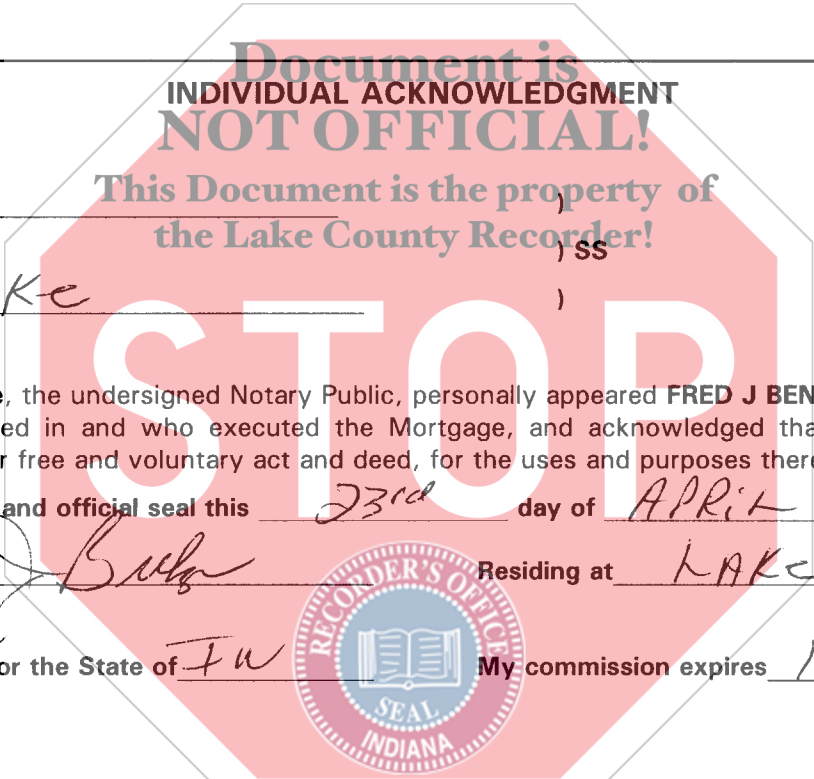 Document is
INDIVIDUAL ACKNOWLEDGMENT
NOT OFFICIAL!
This Document is the property of
)
the Lake County Recorder!
) SS
ke
)
STOP
e, the undersigned Notary Public, personally appeared FRED J BEN
ed in and who executed the Mortgage, and acknowledged tha
r free and voluntary act and deed, for the uses and purposes there
and official seal this 23rd day of APRIL
Residing at LAKE
or the State of IN My commission expires
RECORDER'S OFFICE
SEAL
INDIANA